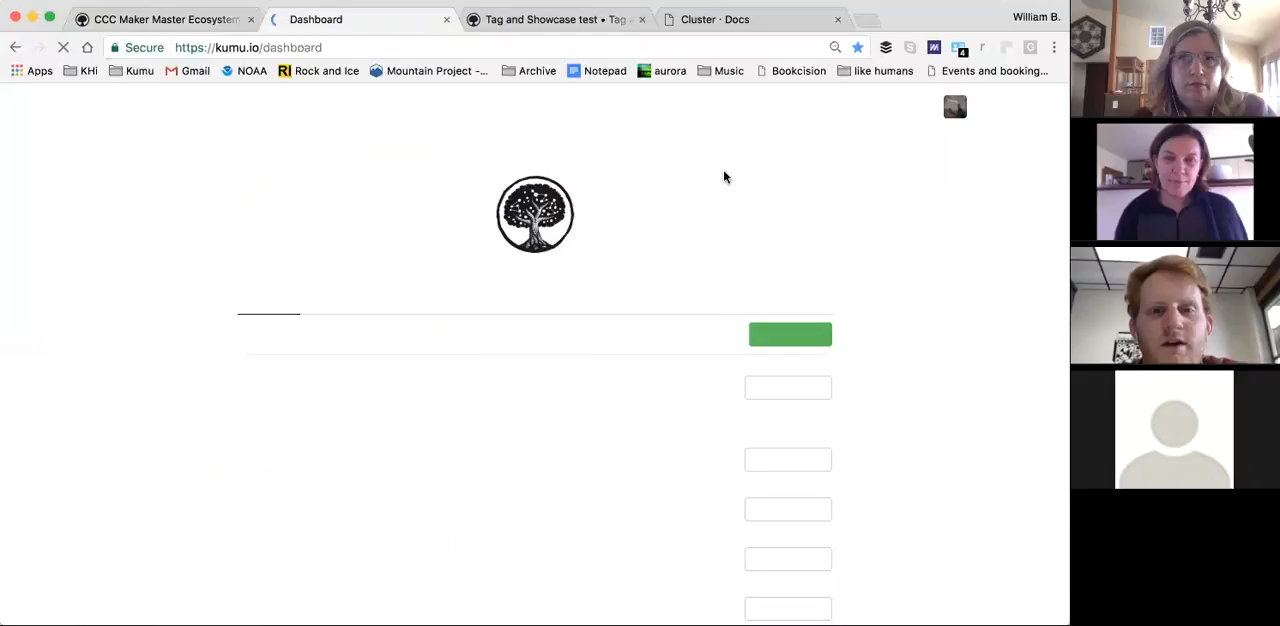 CCC Maker Master Ecosystem
Dashboard
Tag and Showcase test • Tag
Cluster · Docs
William B.
Secure
https://kumu.io/dashboard
4
Apps
KHi
Kumu
Gmail
NOAA
RI Rock and Ice
Mountain Project -...
Archive
Notepad
aurora
Music
Bookcision
like humans
Events and booking...